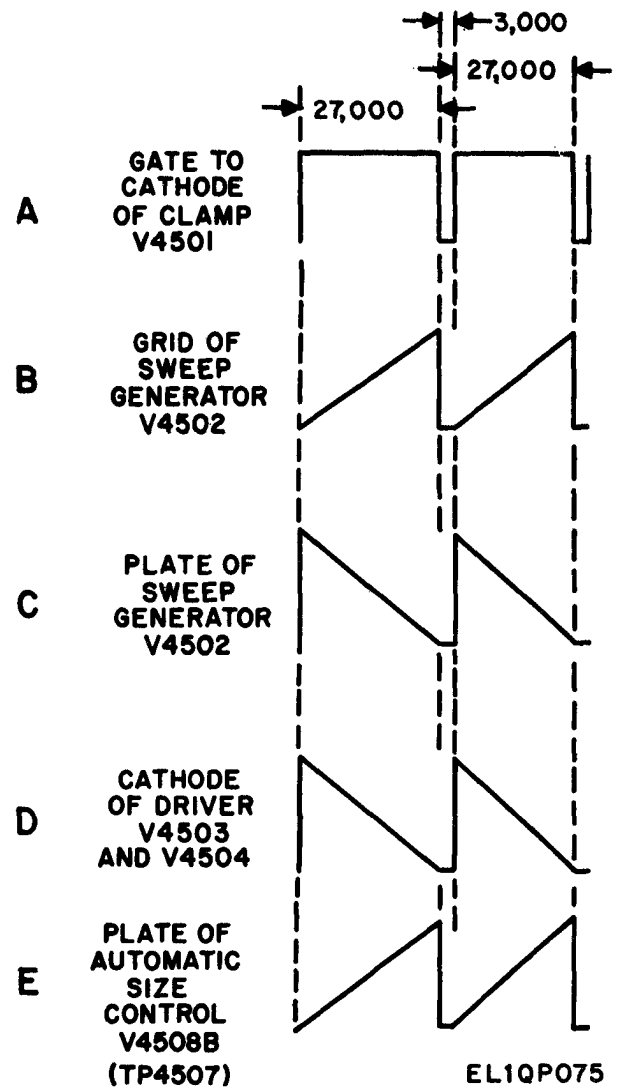 3,000
27,000
27,000
A
GATE TO
CATHODE
OF CLAMP
V4501
B
GRID OF
SWEEP
GENERATOR
V4502
C
PLATE OF
SWEEP
GENERATOR
V4502
D
CATHODE
OF DRIVER
V4503
AND V4504
E
PLATE OF
AUTOMATIC
SIZE
CONTROL
V4508B
(TP4507)
EL1QP075